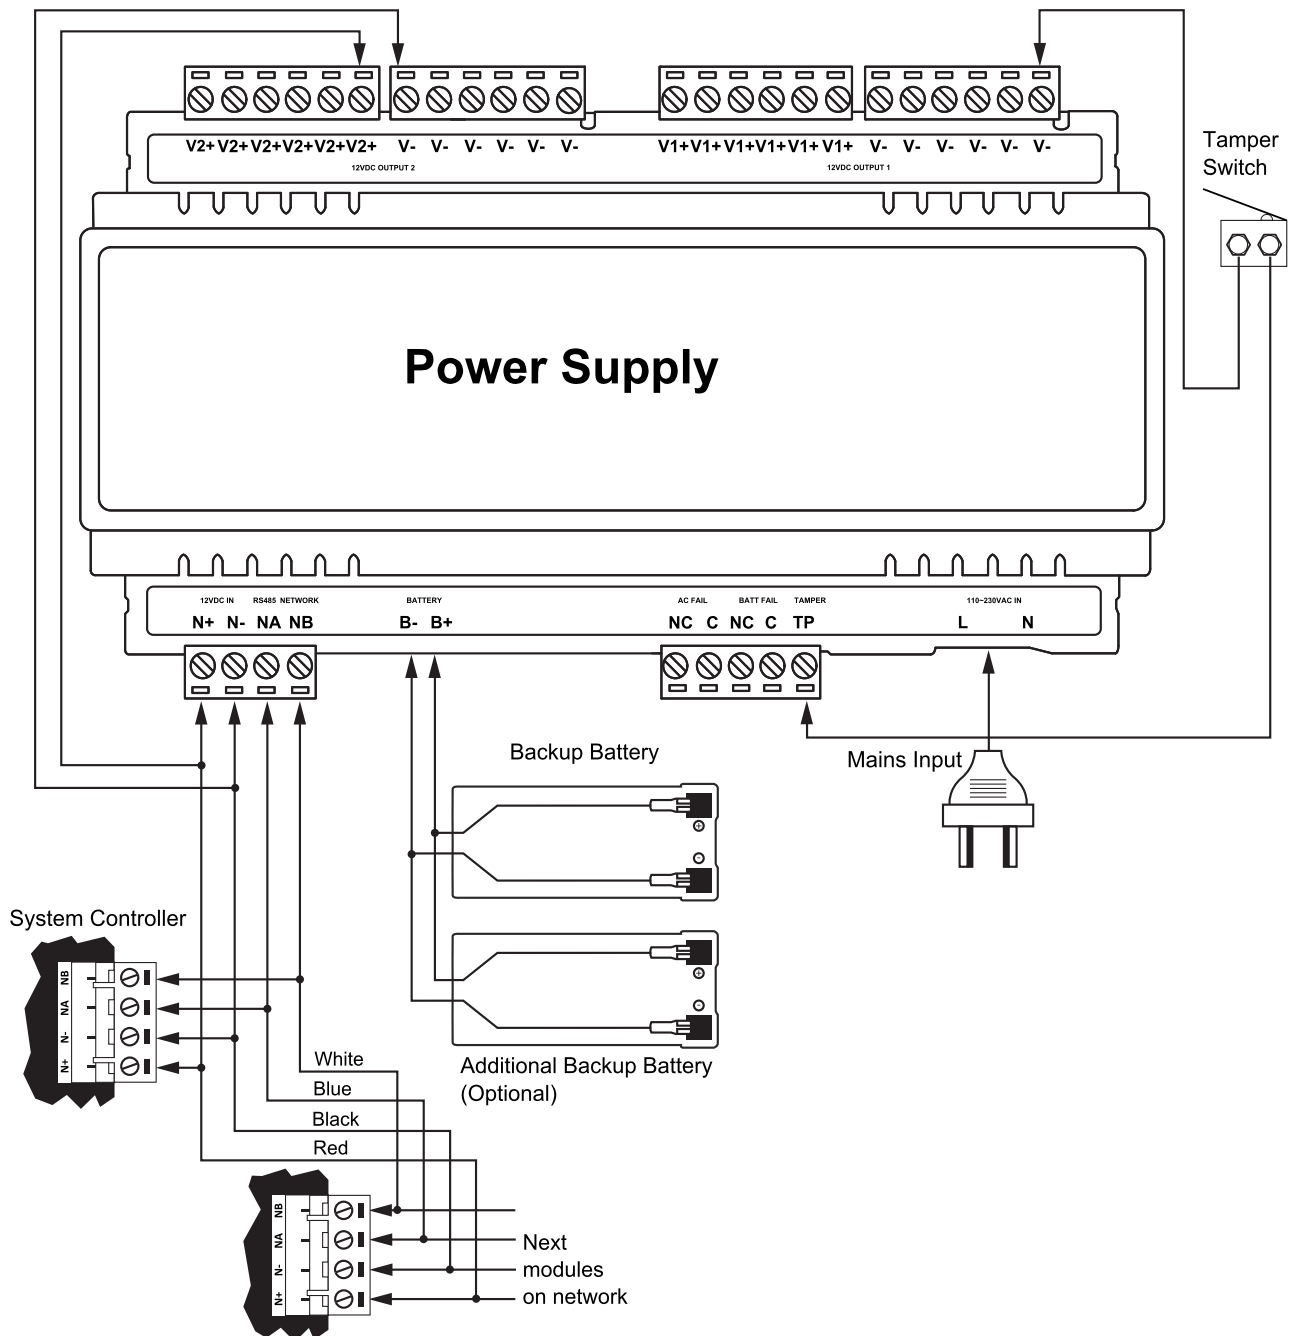 V2+ V2+ V2+ V2+ V2+ V2+ V- V- V- V- V- V- V1+ V1+ V1+ V1+ V1+ V1+ V- V- V- V- V- V-
12VDC OUTPUT 2 12VDC OUTPUT 1
Tamper
Switch
Power Supply
12VDC IN RS485 NETWORK BATTERY AC FAIL BATT FAIL TAMPER 110~230VAC IN
N+ N- NA NB B- B+ NC C NC C TP L N
Backup Battery
Mains Input
+
-
System Controller
NB
NA
N-
N+
+
-
Additional Backup Battery
(Optional)
White
Blue
Black
Red
NB
NA
N-
N+
Next
modules
on network